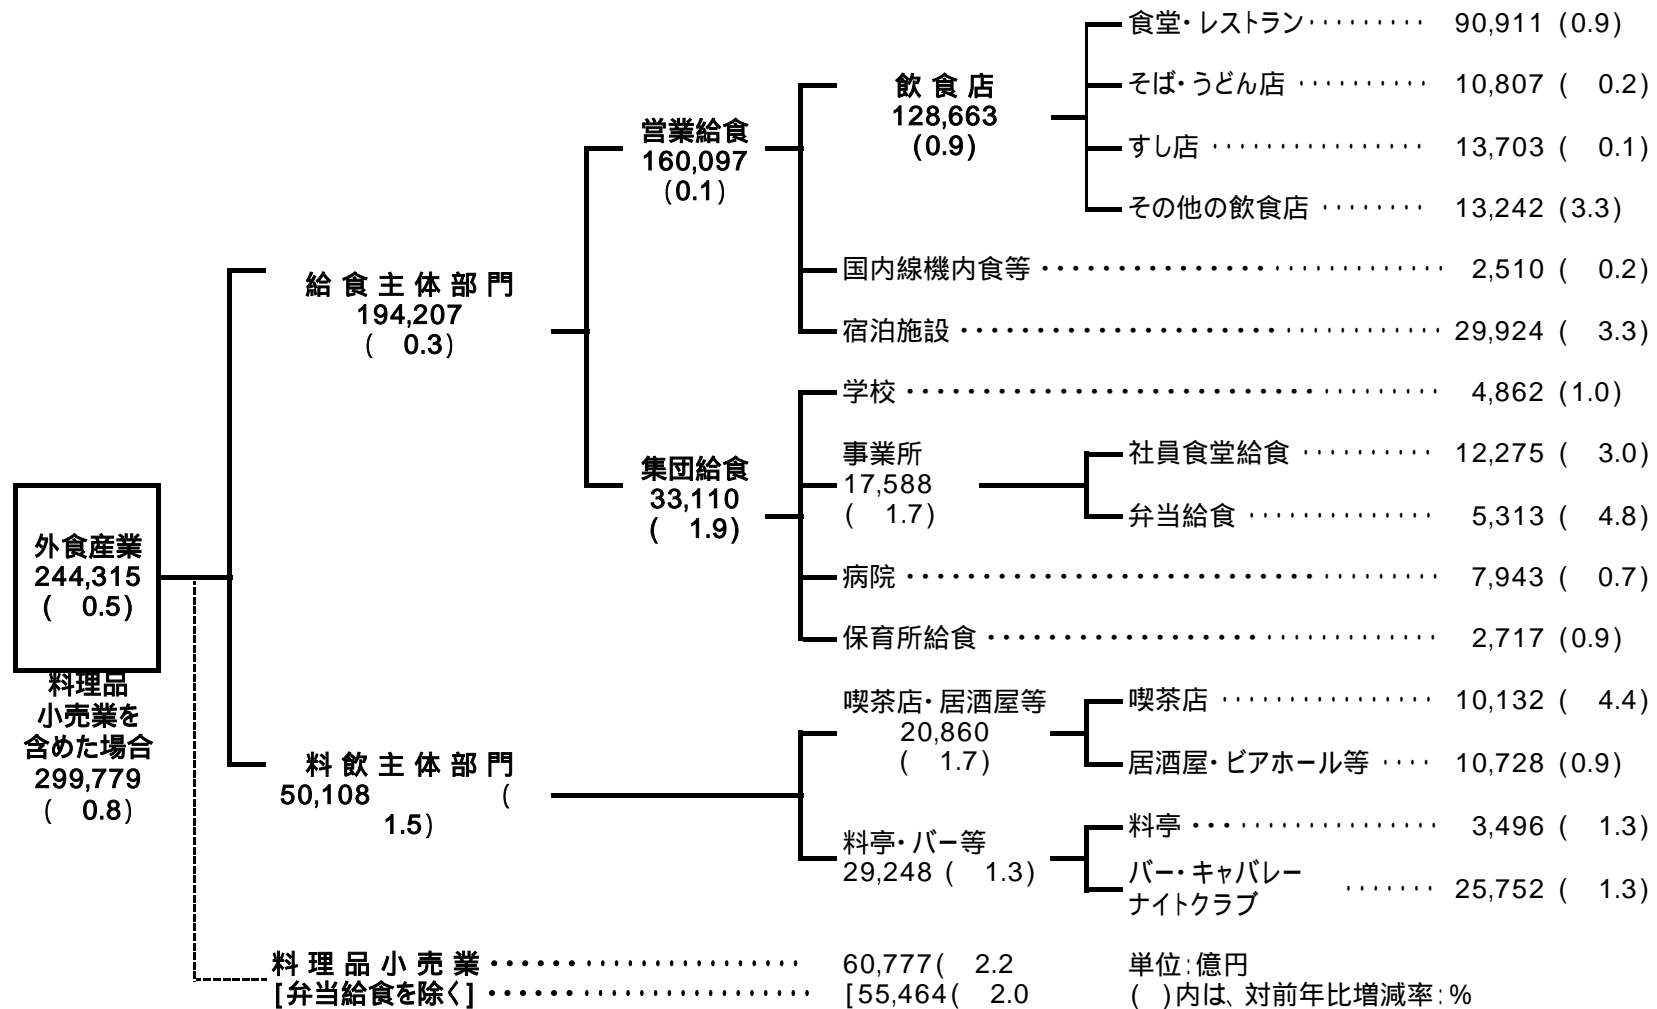 食堂・レストラン・・・・・・・・・ 90,911 (0.9)
そば・うどん店 ・・・・・・・・・・ 10,807 (　0.2)
すし店 ・・・・・・・・・・・・・・・・ 13,703 (　0.1)
その他の飲食店 ・・・・・・・・ 13,242 (3.3)
飲 食 店
128,663
(0.9)
営業給食
160,097
(0.1)
国内線機内食等 ・・・・・・・・・・・・・・・・・・・・・・・・・・ 2,510 (　0.2)
宿泊施設 ・・・・・・・・・・・・・・・・・・・・・・・・・・・・・・ 29,924 (　3.3)
給 食 主 体 部 門
194,207
(　0.3)
学校 ・・・・・・・・・・・・・・・・・・・・・・・・・・・・・・ 4,862 (1.0)
事業所
17,588
(　1.7)
社員食堂給食 ・・・・・・・・・・ 12,275 (　3.0)
弁当給食 ・・・・・・・・・・・・・・ 5,313 (　4.8)
集団給食
33,110
(　1.9)
病院 ・・・・・・・・・・・・・・・・・・・・・・・・・・・・・・ 7,943 (　0.7)
保育所給食 ・・・・・・・・・・・・・・・・・・・・・・・・・・ 2,717 (0.9)
外食産業
244,315
(　0.5)
料理品
小売業を
含めた場合
299,779
(　0.8)
料 飲 主 体 部 門
50,108　(
1.5)
喫茶店・居酒屋等
20,860
(　1.7)
喫茶店 ・・・・・・・・・・・・・・・・ 10,132 (　4.4)
居酒屋・ビアホール等 ・・・・ 10,728 (0.9)
料亭・バー等
29,248 (　1.3)
料亭 ・・・・・・・・・・・・・・・・・・ 3,496 (　1.3)
バー・キャバレー
ナイトクラブ ・・・・・・・ 25,752 (　1.3)
料 理 品 小 売 業 ・・・・・・・・・・・・・・・・・・・・ 60,777(　2.2
[弁当給食を除く] ・・・・・・・・・・・・・・・・・・・・・ [55,464(　2.0
単位：億円
(　)内は、対前年比増減率：%